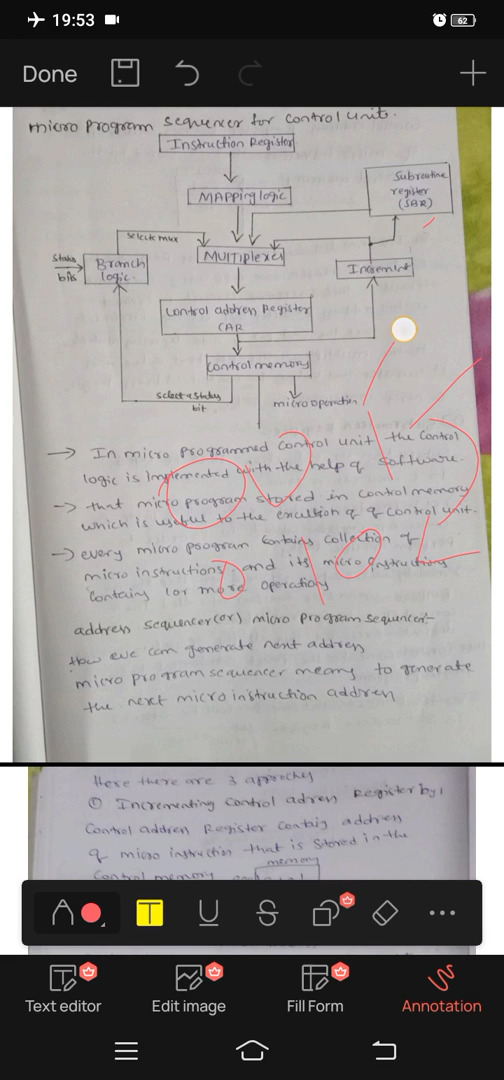 19:53
62
Done
micro program sequencer for control unit.
Instruction Register
MAPPing logic
Subroutine
register
(SBR)
select mux
Status
bits
Branch
logic.
MUltiplexer
Increment
Control address Register
CAR
Control memory
select & status
bit
micro operation
→ In micro programmed control unit the control
logic is Implemented with the help of software.
→ that micro program stored in control memory
which is useful to the excution of of control unit.
→ every micro program contains collection of
micro instructions and its micro instructions
contains 1 or more operations
address sequencer (or) micro program sequencer
How eve can generate next address
micro program sequencer means to generate
the next micro instruction address
Here there are 3 approches
① Incrementing control adress Register by 1
Control address Register contains address
of micro instruction that is stored in the
Control memory
memory
T
U
S
Text editor
Edit image
Fill Form
Annotation